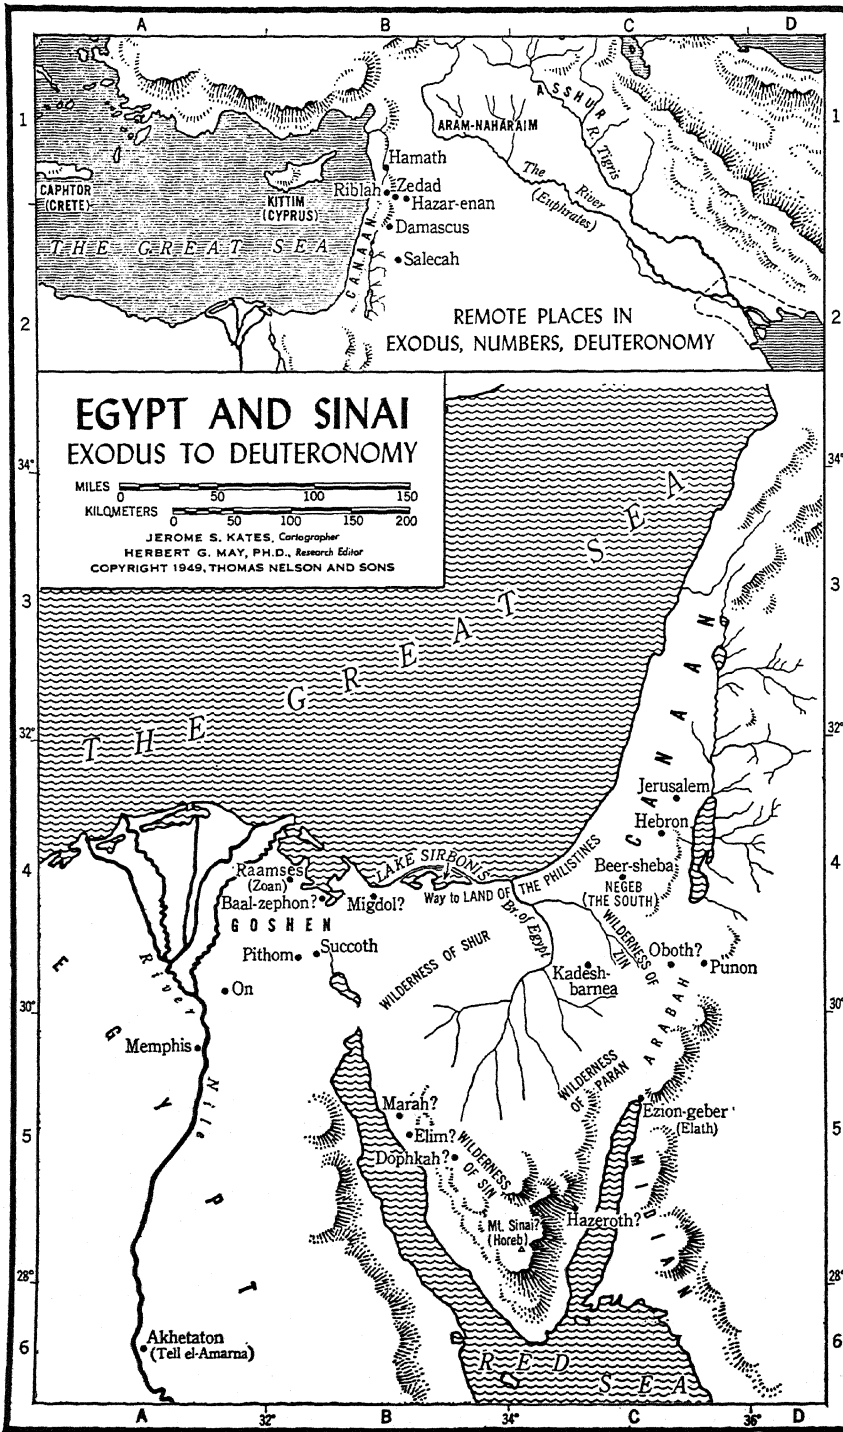 A B C D
1 1
ASSHUR
ARAM-NAHARAIM
R. Tigris
Hamath
The River
(Euphrates)
CAPHTOR
(CRETE)
KITTIM
(CYPRUS)
Riblah Zedad
Hazar-enan
Damascus
THE GREAT SEA
CANAAN
Salecah
2 2
REMOTE PLACES IN
EXODUS, NUMBERS, DEUTERONOMY
EGYPT AND SINAI
EXODUS TO DEUTERONOMY
MILES 0 50 100 150
KILOMETERS 0 50 100 150 200
JEROME S. KATES, Cartographer
HERBERT G. MAY, PH.D., Research Editor
COPYRIGHT 1949, THOMAS NELSON AND SONS
34° 34°
3 3
THE GREAT SEA
CANAAN
32° 32°
Jerusalem
Hebron
4 4
LAKE SIRBONIS
Raamses
(Zoan)
Beer-sheba
NEGEB
(THE SOUTH)
Way to LAND OF THE PHILISTINES
Baal-zephon? Migdol?
Br. of Egypt
GOSHEN
WILDERNESS OF ZIN
Succoth
Pithom
WILDERNESS OF SHUR
Oboth? Punon
Kadesh-
barnea
On
River Nile
30° 30°
EGYPT
ARABAH
Memphis
WILDERNESS
OF PARAN
Marah?
Ezion-geber
(Elath)
5 5
Elim?
Dophkah?
WILDERNESS
OF SIN
MIDIAN
Mt. Sinai?
(Horeb)
Hazeroth?
28° 28°
Akhetaton
(Tell el-Amarna)
6 6
RED SEA
A 32° B 34° C 36° D